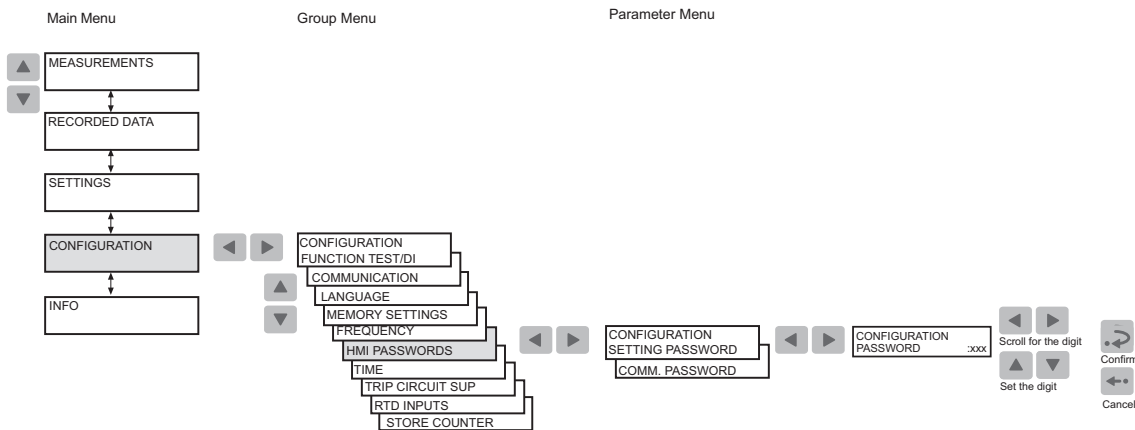 Main Menu
Group Menu
Parameter Menu
MEASUREMENTS
RECORDED DATA
SETTINGS
CONFIGURATION
INFO
CONFIGURATION
FUNCTION TEST/DI
COMMUNICATION
LANGUAGE
MEMORY SETTINGS
FREQUENCY
HMI PASSWORDS
TIME
TRIP CIRCUIT SUP
RTD INPUTS
STORE COUNTER
CONFIGURATION
SETTING PASSWORD
COMM. PASSWORD
CONFIGURATION
PASSWORD :xxx
Scroll for the digit
Set the digit
Confirm
Cancel